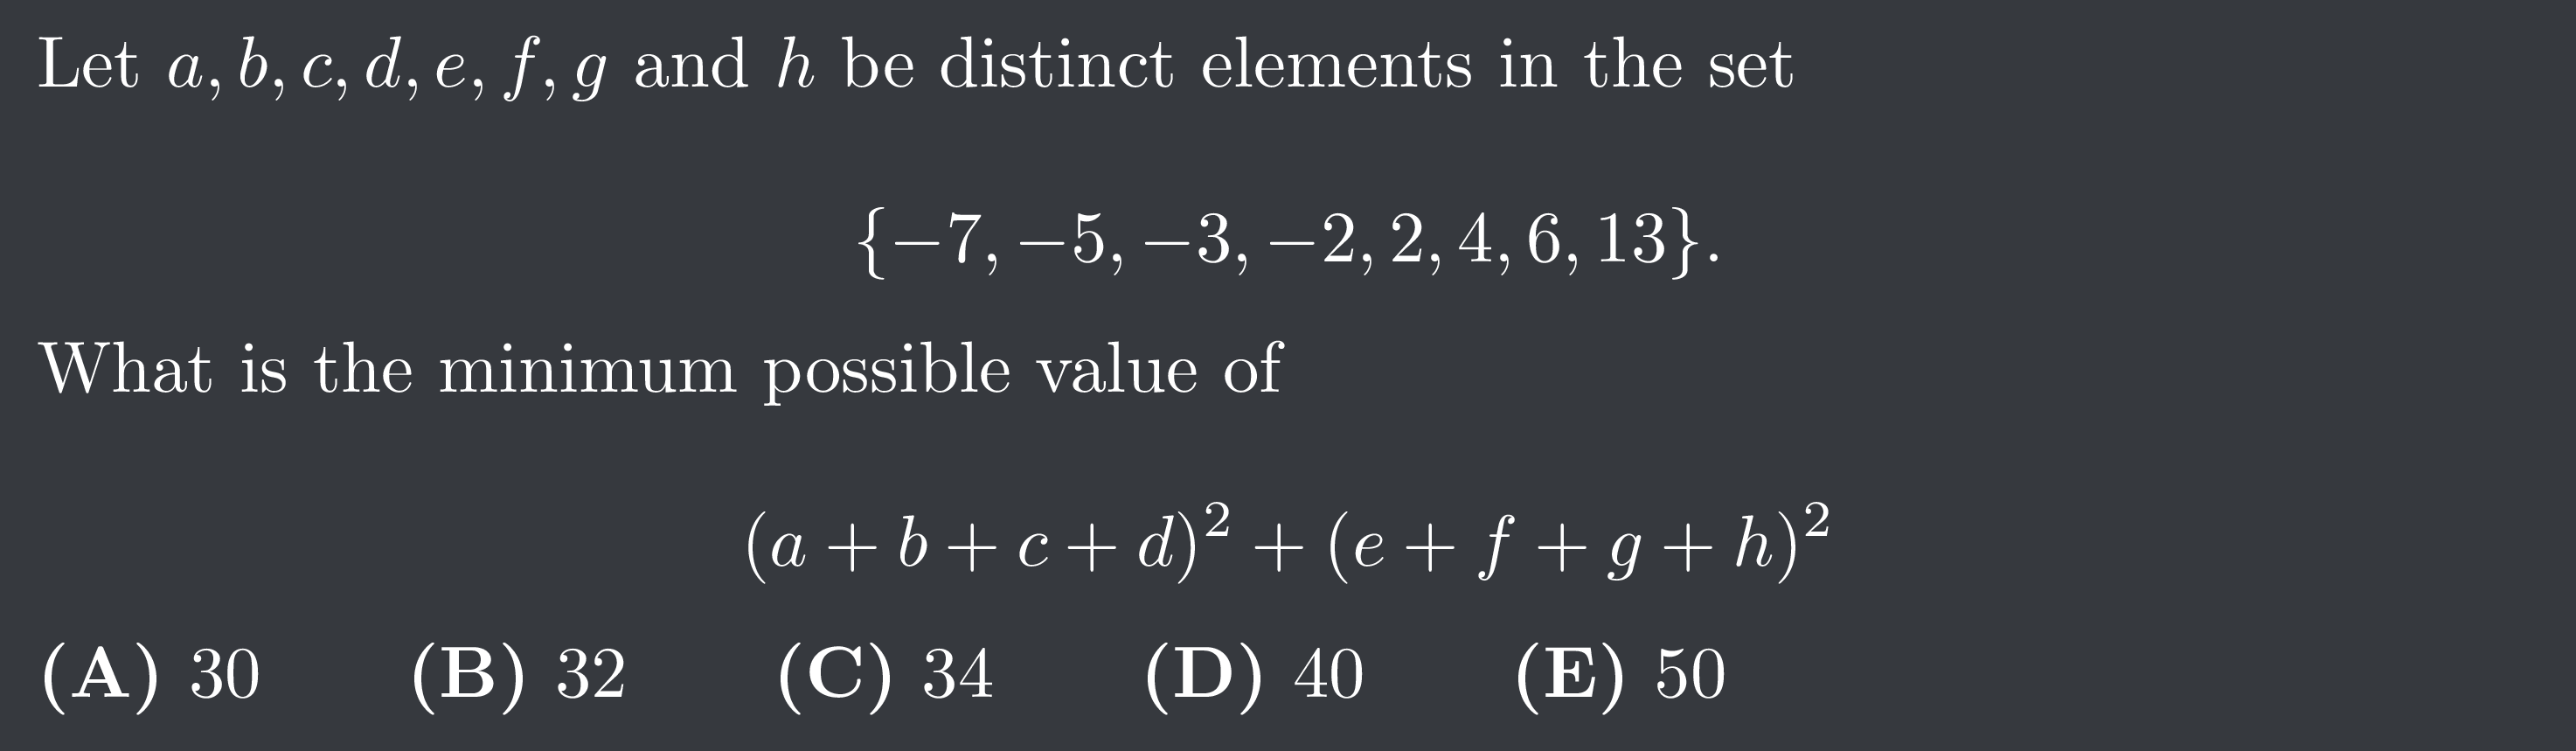 Let a, b, c, d, e, f, g and h be distinct elements in the set
{−7, −5, −3, −2, 2, 4, 6, 13}.
What is the minimum possible value of
(a + b + c + d)² + (e + f + g + h)²
(A) 30 (B) 32 (C) 34 (D) 40 (E) 50